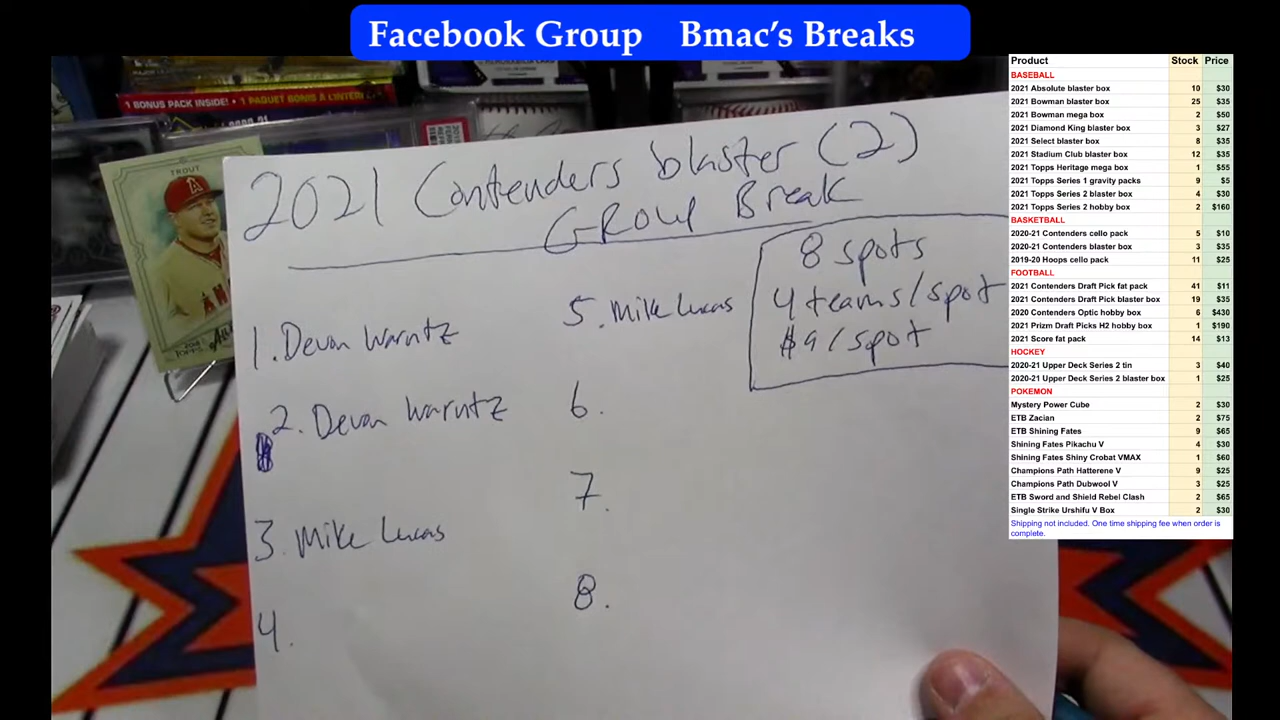 Facebook Group Bmac's Breaks
1 BONUS PACK INSIDE! • 1 PAQUET BONIS À L'INTÉRI
TROUT
2021 Contenders blaster (2)
GROUP Break
8 spots
4 teams/spot
$9/spot
1. Devon Warntz
2. Devon Warntz
3. Mike Lucas
4.
5. Mike Lucas
6.
7.
8.
Product Stock Price
BASEBALL
2021 Absolute blaster box 10 $30
2021 Bowman blaster box 25 $35
2021 Bowman mega box 2 $50
2021 Diamond King blaster box 3 $27
2021 Select blaster box 8 $35
2021 Stadium Club blaster box 12 $35
2021 Topps Heritage mega box 1 $55
2021 Topps Series 1 gravity packs 9 $5
2021 Topps Series 2 blaster box 4 $30
2021 Topps Series 2 hobby box 2 $160
BASKETBALL
2020-21 Contenders cello pack 5 $10
2020-21 Contenders blaster box 3 $35
2019-20 Hoops cello pack 11 $25
FOOTBALL
2021 Contenders Draft Pick fat pack 41 $11
2021 Contenders Draft Pick blaster box 19 $35
2020 Contenders Optic hobby box 6 $430
2021 Prizm Draft Picks H2 hobby box 1 $190
2021 Score fat pack 14 $13
HOCKEY
2020-21 Upper Deck Series 2 tin 3 $40
2020-21 Upper Deck Series 2 blaster box 1 $25
POKEMON
Mystery Power Cube 2 $30
ETB Zacian 2 $75
ETB Shining Fates 9 $65
Shining Fates Pikachu V 4 $30
Shining Fates Shiny Crobat VMAX 1 $60
Champions Path Hatterene V 9 $25
Champions Path Dubwool V 3 $25
ETB Sword and Shield Rebel Clash 2 $65
Single Strike Urshifu V Box 2 $30
Shipping not included. One time shipping fee when order is
complete.